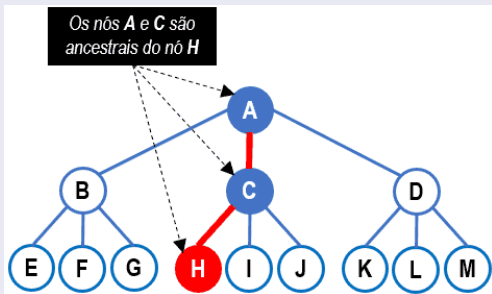 Os nós A e C são
ancestrais do nó H
A
B C D
E F G H I J K L M